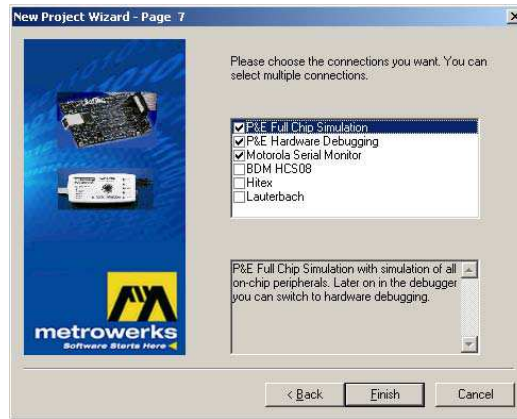 New Project Wizard - Page 7
Please choose the connections you want. You can
select multiple connections.
P&E Full Chip Simulation
P&E Hardware Debugging
Motorola Serial Monitor
BDM HCS08
Hitex
Lauterbach
P&E Full Chip Simulation with simulation of all
on-chip peripherals. Later on in the debugger
you can switch to hardware debugging.
metrowerks
Software Starts Here
< Back
Finish
Cancel